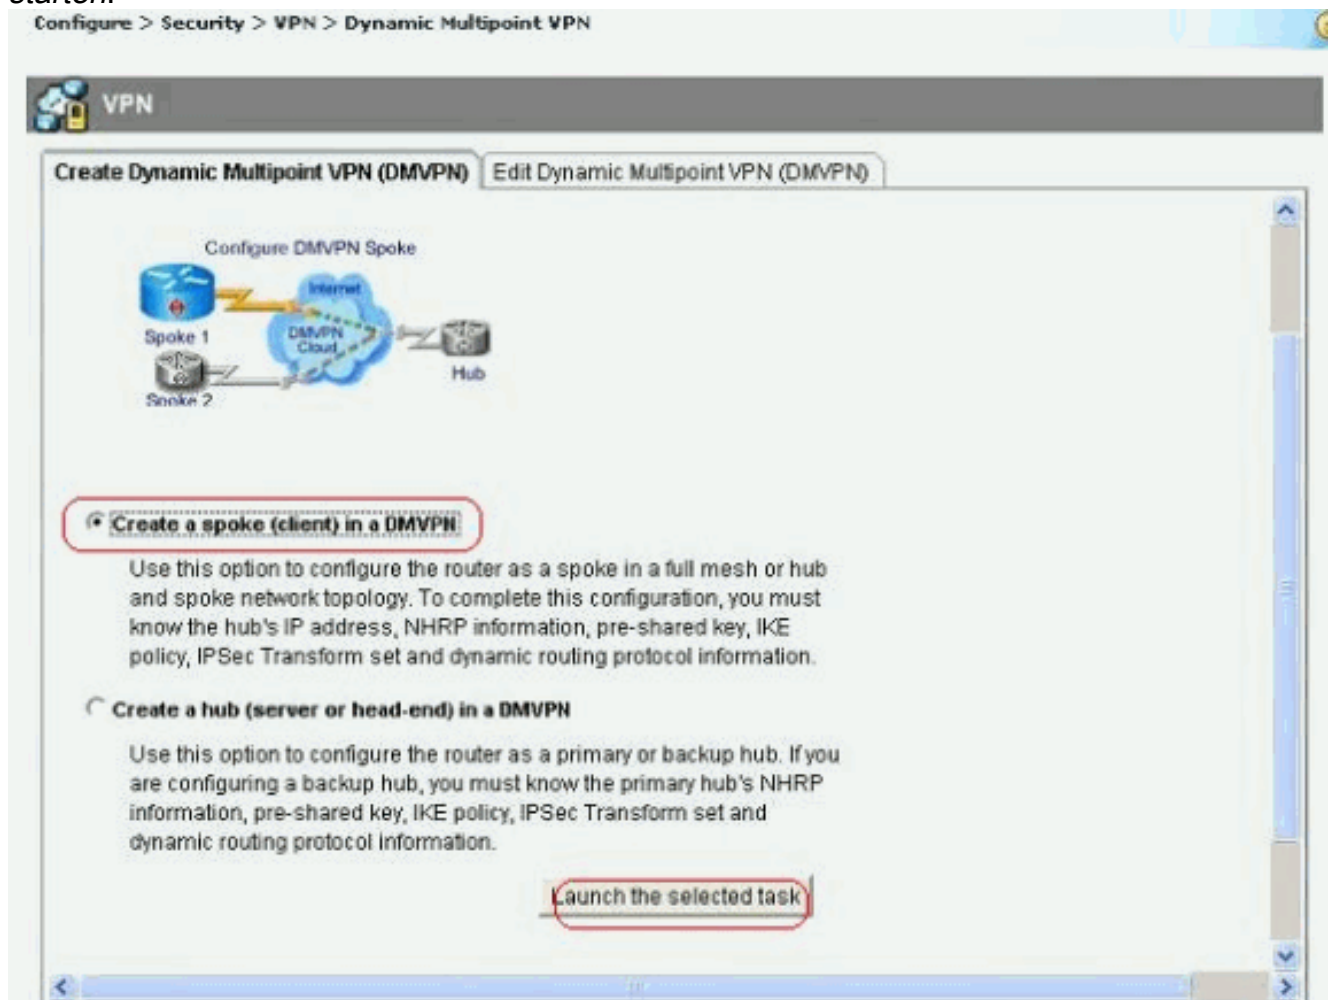 starten.
Configure > Security > VPN > Dynamic Multipoint VPN
VPN
Create Dynamic Multipoint VPN (DMVPN) Edit Dynamic Multipoint VPN (DMVPN)
Configure DMVPN Spoke
Internet
Spoke 1
DMVPN
Cloud
Hub
Spoke 2
Create a spoke (client) in a DMVPN
Use this option to configure the router as a spoke in a full mesh or hub
and spoke network topology. To complete this configuration, you must
know the hub's IP address, NHRP information, pre-shared key, IKE
policy, IPSec Transform set and dynamic routing protocol information.
Create a hub (server or head-end) in a DMVPN
Use this option to configure the router as a primary or backup hub. If you
are configuring a backup hub, you must know the primary hub's NHRP
information, pre-shared key, IKE policy, IPSec Transform set and
dynamic routing protocol information.
Launch the selected task